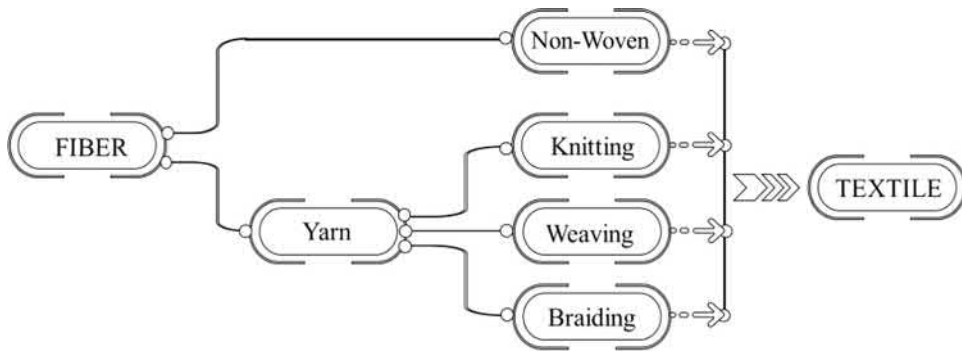 Non-Woven
FIBER
Knitting
TEXTILE
Yarn
Weaving
Braiding